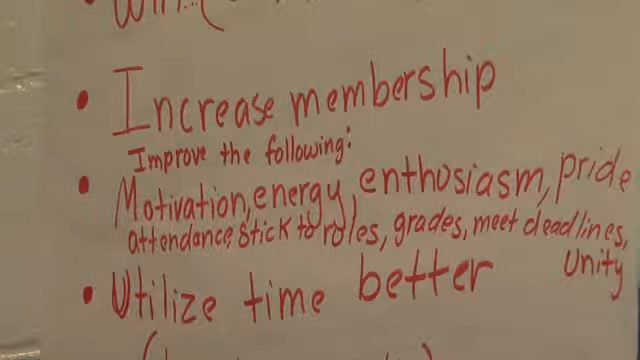 • Increase membership
Improve the following:
• Motivation, energy, enthusiasm, pride
attendance, stick to roles, grades, meet deadlines,
Unity
• Utilize time better